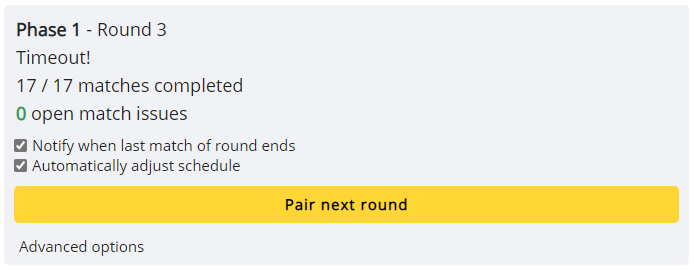 Phase 1 - Round 3
Timeout!
17 / 17 matches completed
0 open match issues
Notify when last match of round ends
Automatically adjust schedule
Pair next round
Advanced options